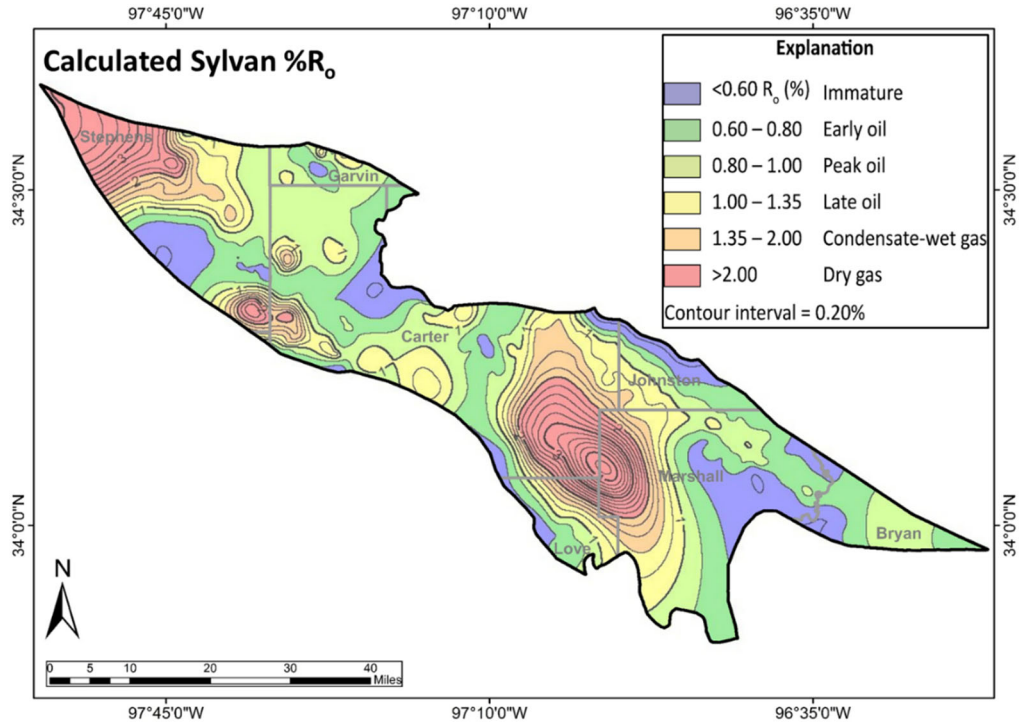 97°45'0"W 97°10'0"W 96°35'0"W
Calculated Sylvan %Ro
Explanation
<0.60 Ro (%) Immature
0.60 – 0.80 Early oil
0.80 – 1.00 Peak oil
1.00 – 1.35 Late oil
1.35 – 2.00 Condensate-wet gas
>2.00 Dry gas
Contour interval = 0.20%
34°30'0"N 34°30'0"N
34°0'0"N 34°0'0"N
Stephens
3
2
1
Garvin
Carter
Johnston
Marshall
Love
Bryan
N
0 5 10 20 30 40
Miles
97°45'0"W 97°10'0"W 96°35'0"W